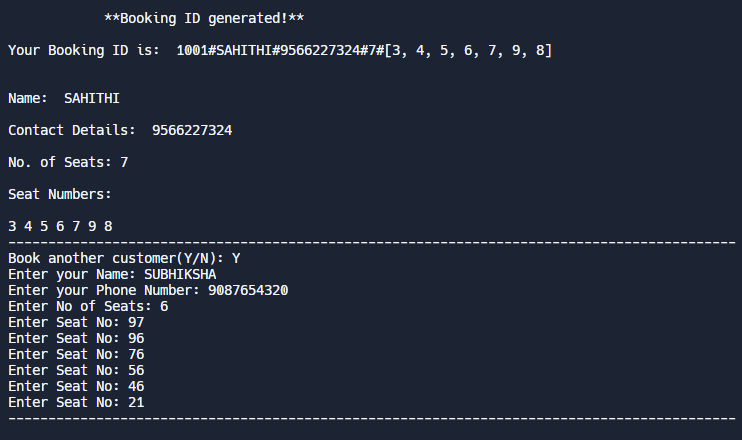 **Booking ID generated!**
Your Booking ID is:  1001#SAHITHI#9566227324#7#[3, 4, 5, 6, 7, 9, 8]
Name:  SAHITHI
Contact Details:  9566227324
No. of Seats: 7
Seat Numbers:
3 4 5 6 7 9 8
-------------------------------------------------------------------------------------------
Book another customer(Y/N): Y
Enter your Name: SUBHIKSHA
Enter your Phone Number: 9087654320
Enter No of Seats: 6
Enter Seat No: 97
Enter Seat No: 96
Enter Seat No: 76
Enter Seat No: 56
Enter Seat No: 46
Enter Seat No: 21
-------------------------------------------------------------------------------------------